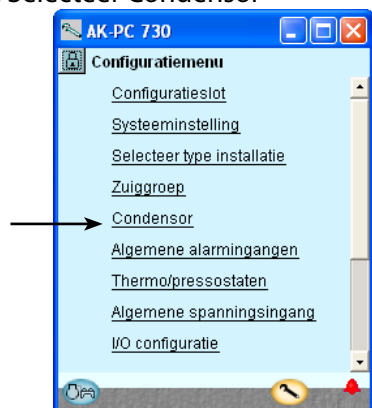 Selecteer Condensor
AK-PC 730
Configuratiemenu
Configuratieslot
Systeeminstelling
Selecteer type installatie
Zuiggroep
Condensor
Algemene alarmingangen
Thermo/pressostaten
Algemene spanningsingang
I/O configuratie